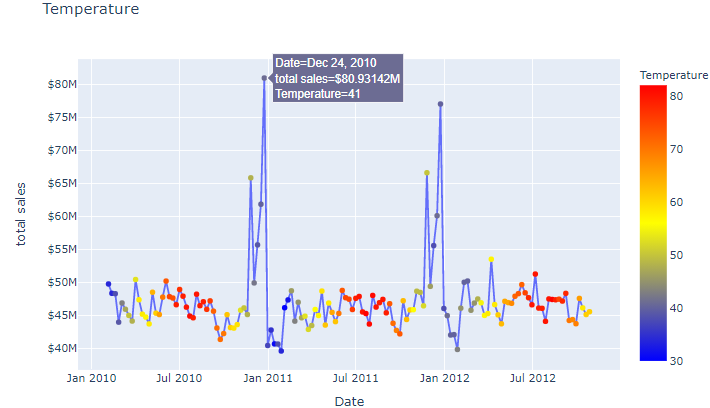 Temperature
Date=Dec 24, 2010
total sales=$80.93142M
Temperature=41
Temperature
$80M
$75M
$70M
$65M
$60M
$55M
$50M
$45M
$40M
total sales
80
70
60
50
40
30
Jan 2010
Jul 2010
Jan 2011
Jul 2011
Jan 2012
Jul 2012
Date